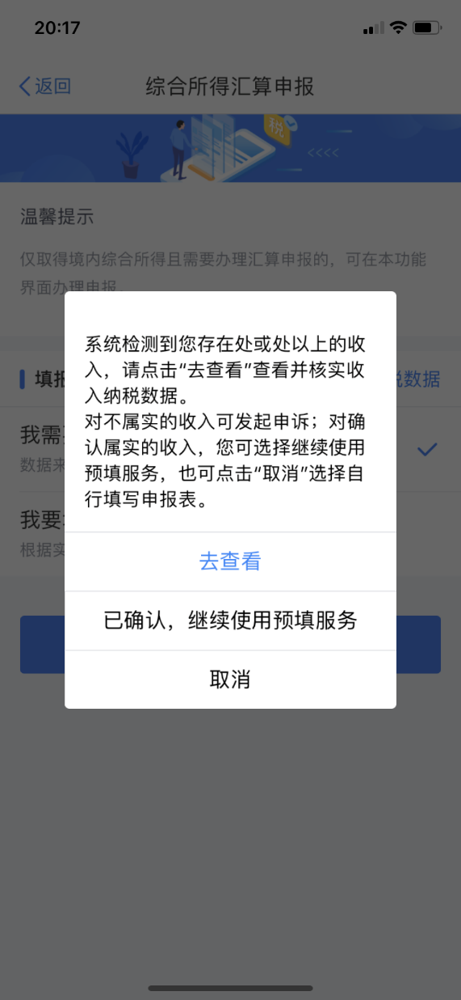 20:17
返回
综合所得汇算申报
税
温馨提示
仅取得境内综合所得且需要办理汇算申报的，可在本功能
界面办理申报。
系统检测到您存在处或处以上的收
入，请点击“去查看”查看并核实收
入纳税数据。
对不属实的收入可发起申诉；对确
认属实的收入，您可选择继续使用
预填服务，也可点击“取消”选择自
行填写申报表。
填报
税数据
我需
数据来
我要
根据实
去查看
已确认，继续使用预填服务
取消